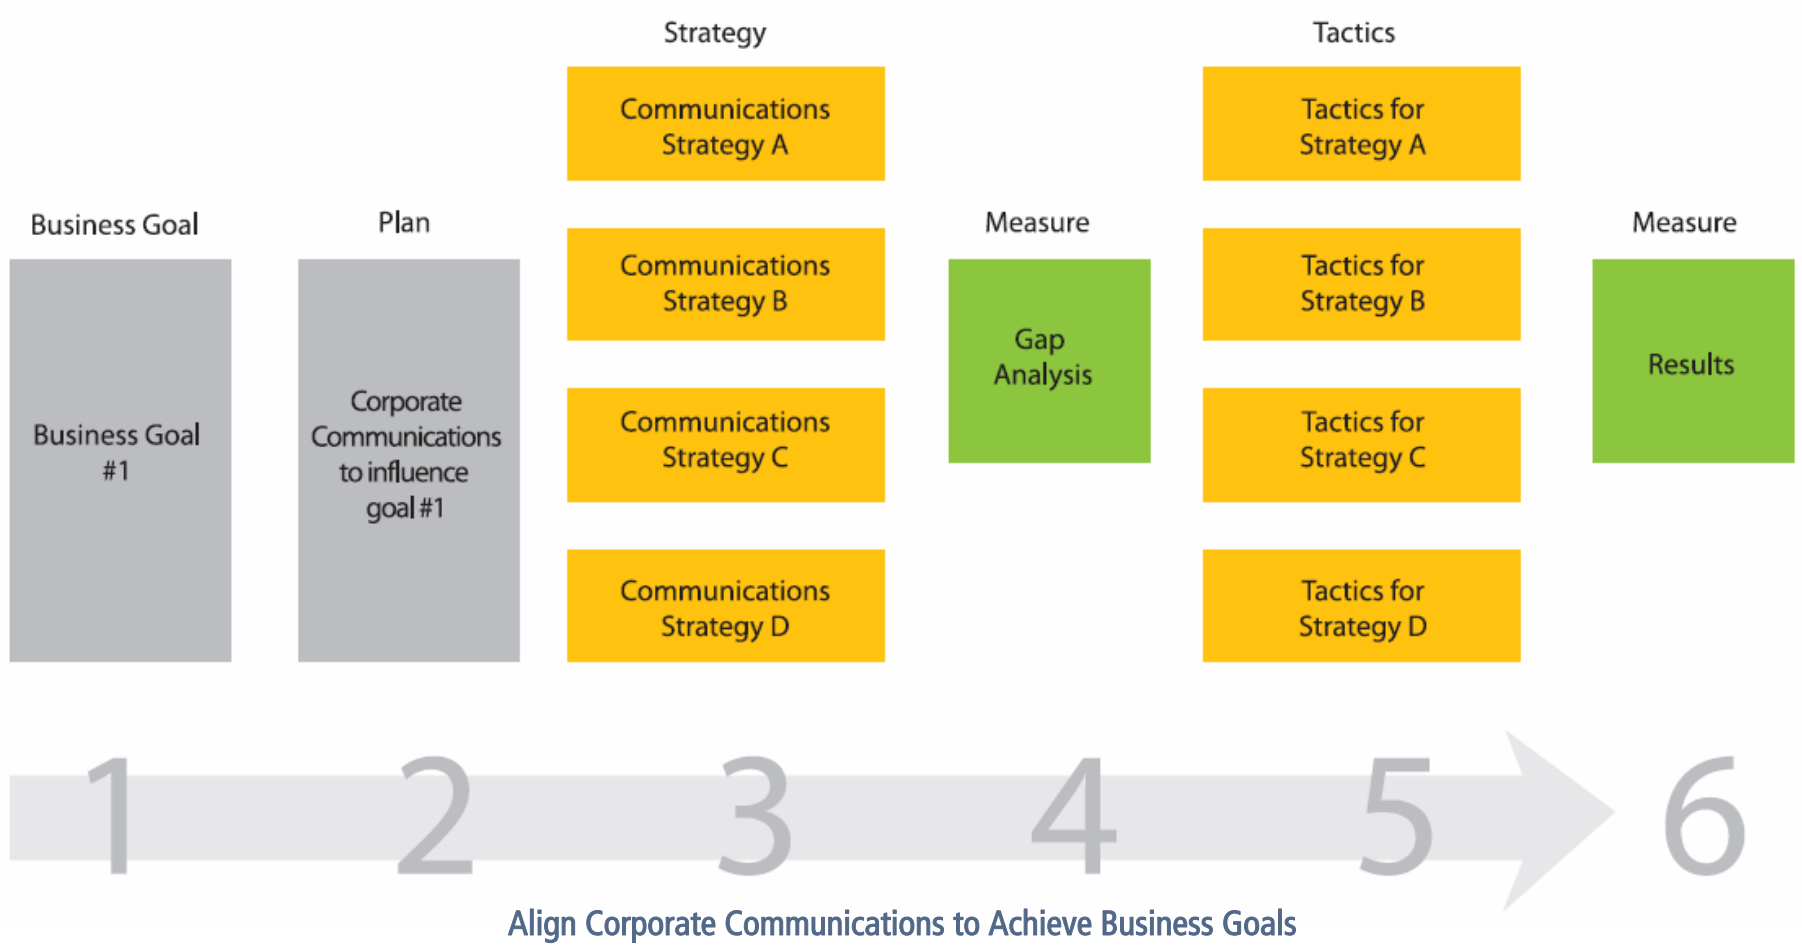 Strategy
Tactics
Communications
Strategy A
Tactics for
Strategy A
Business Goal
Plan
Measure
Measure
Communications
Strategy B
Tactics for
Strategy B
Business Goal
#1
Corporate
Communications
to influence
goal #1
Gap
Analysis
Results
Communications
Strategy C
Tactics for
Strategy C
Communications
Strategy D
Tactics for
Strategy D
1 2 3 4 5 6
Align Corporate Communications to Achieve Business Goals